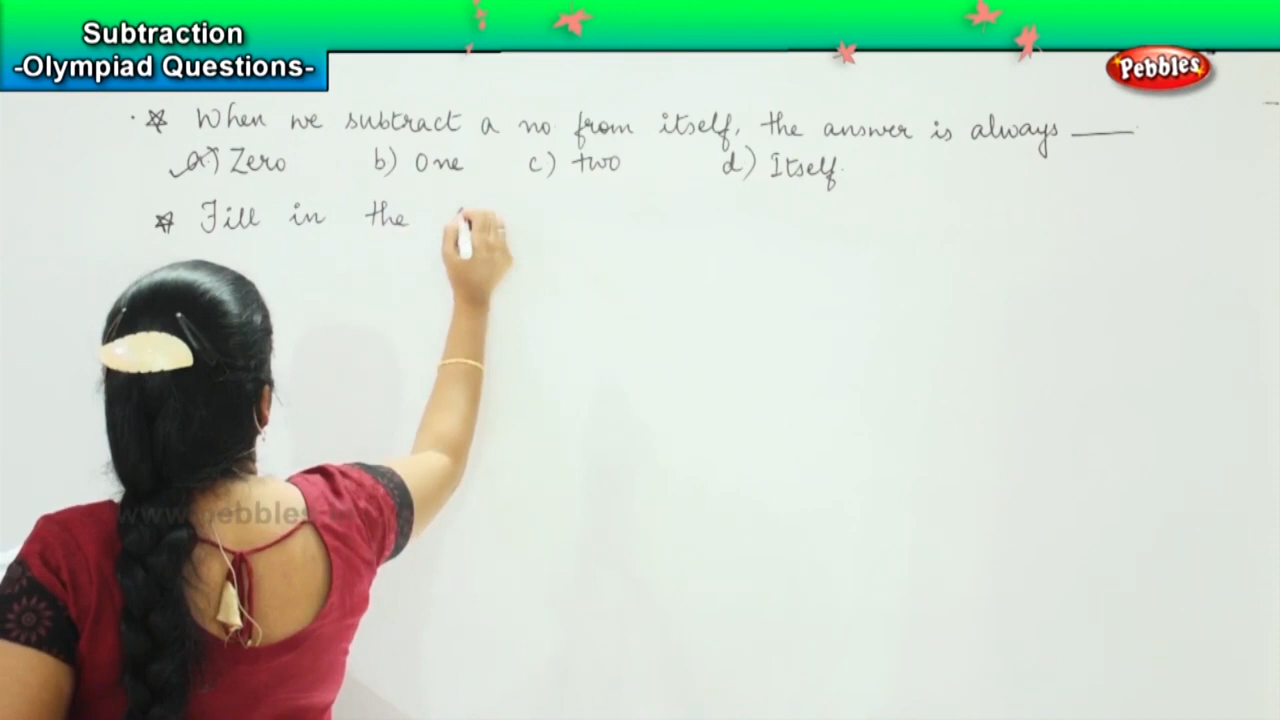 Subtraction
-Olympiad Questions-
Pebbles
When we subtract a no from itself, the answer is always ___
a) Zero b) One c) two d) Itself.
Fill in the